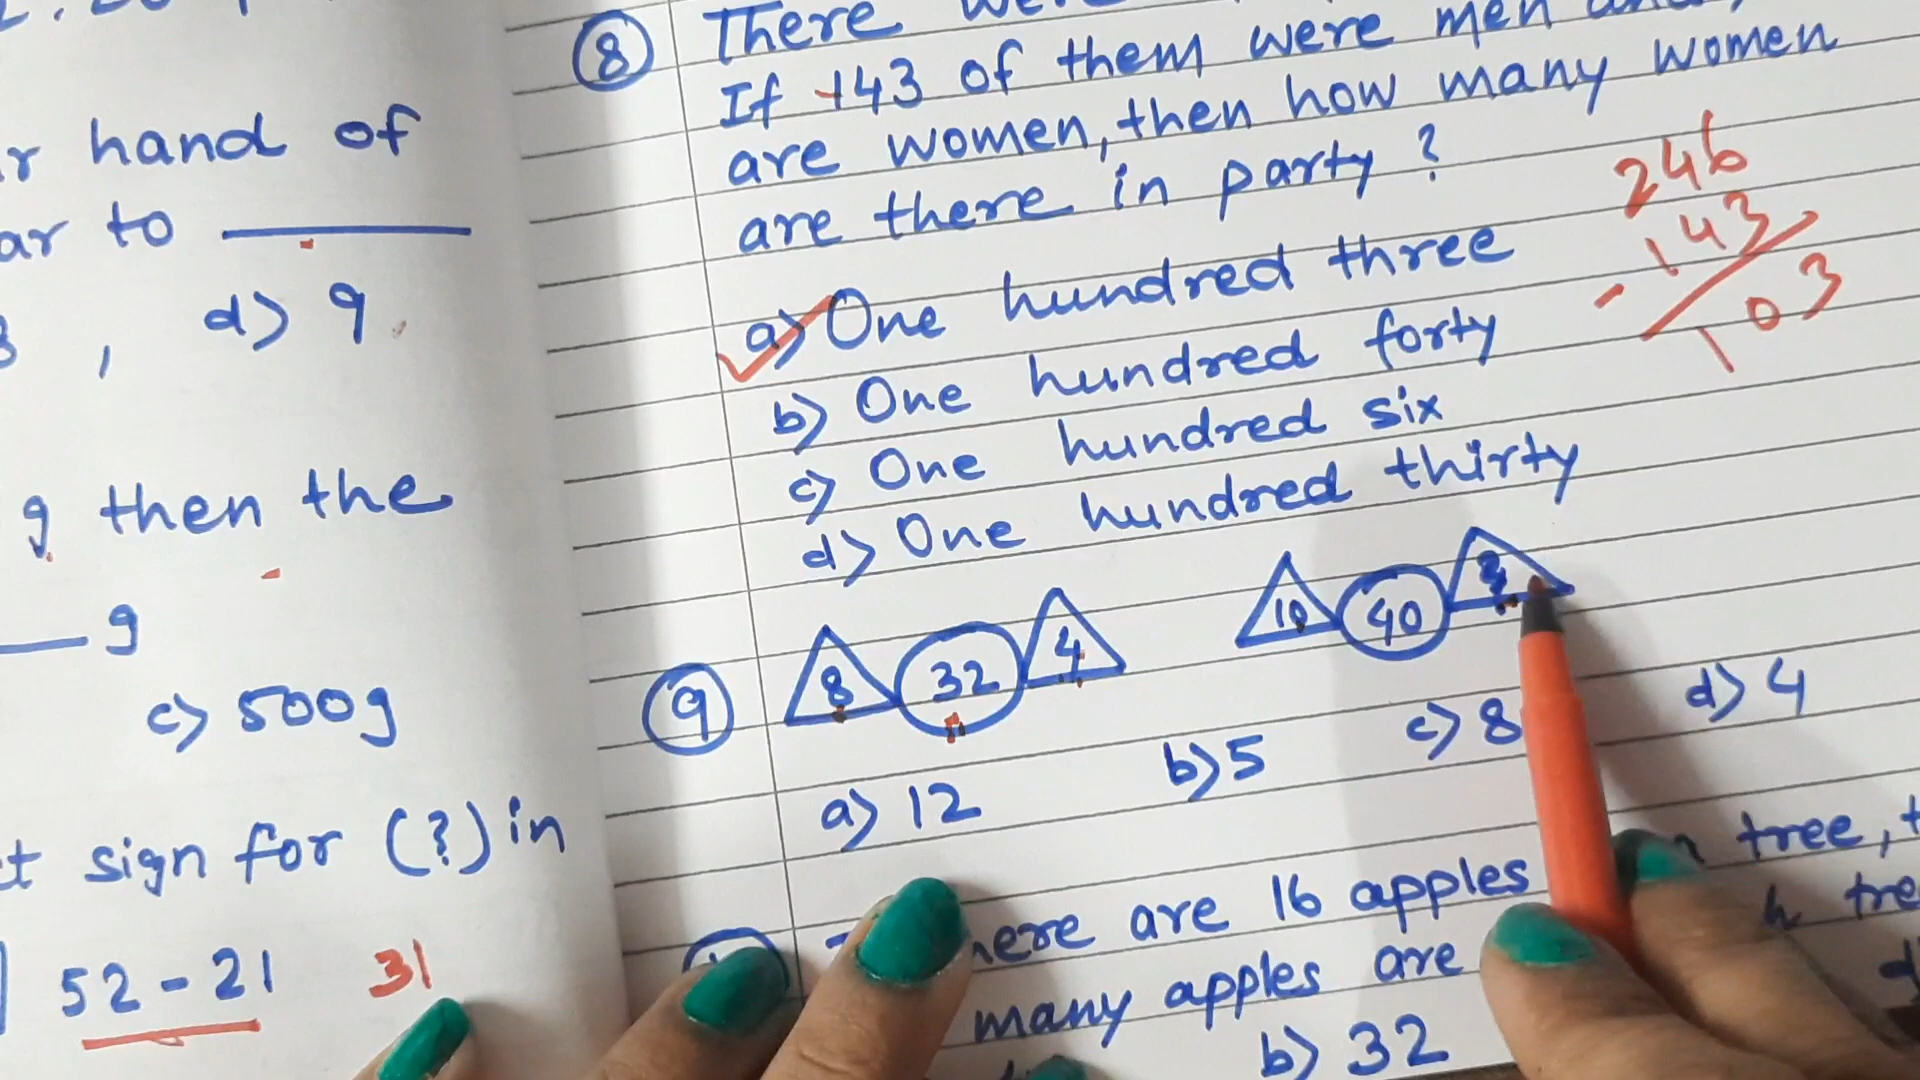 r hand of
ar to
d) 9
g then the
g
c) 500g
t sign for (?) in
52-21 31
8 There
If 143 of them were men
are women, then how many women
are there in party ?
246
- 143
103
a) One hundred three
b) One hundred forty
c) One hundred six
d) One hundred thirty
9 8 32 4 10 40 ?
a) 12 b) 5 c) 8 d) 4
are 16 apples tree,
many apples are
b) 32